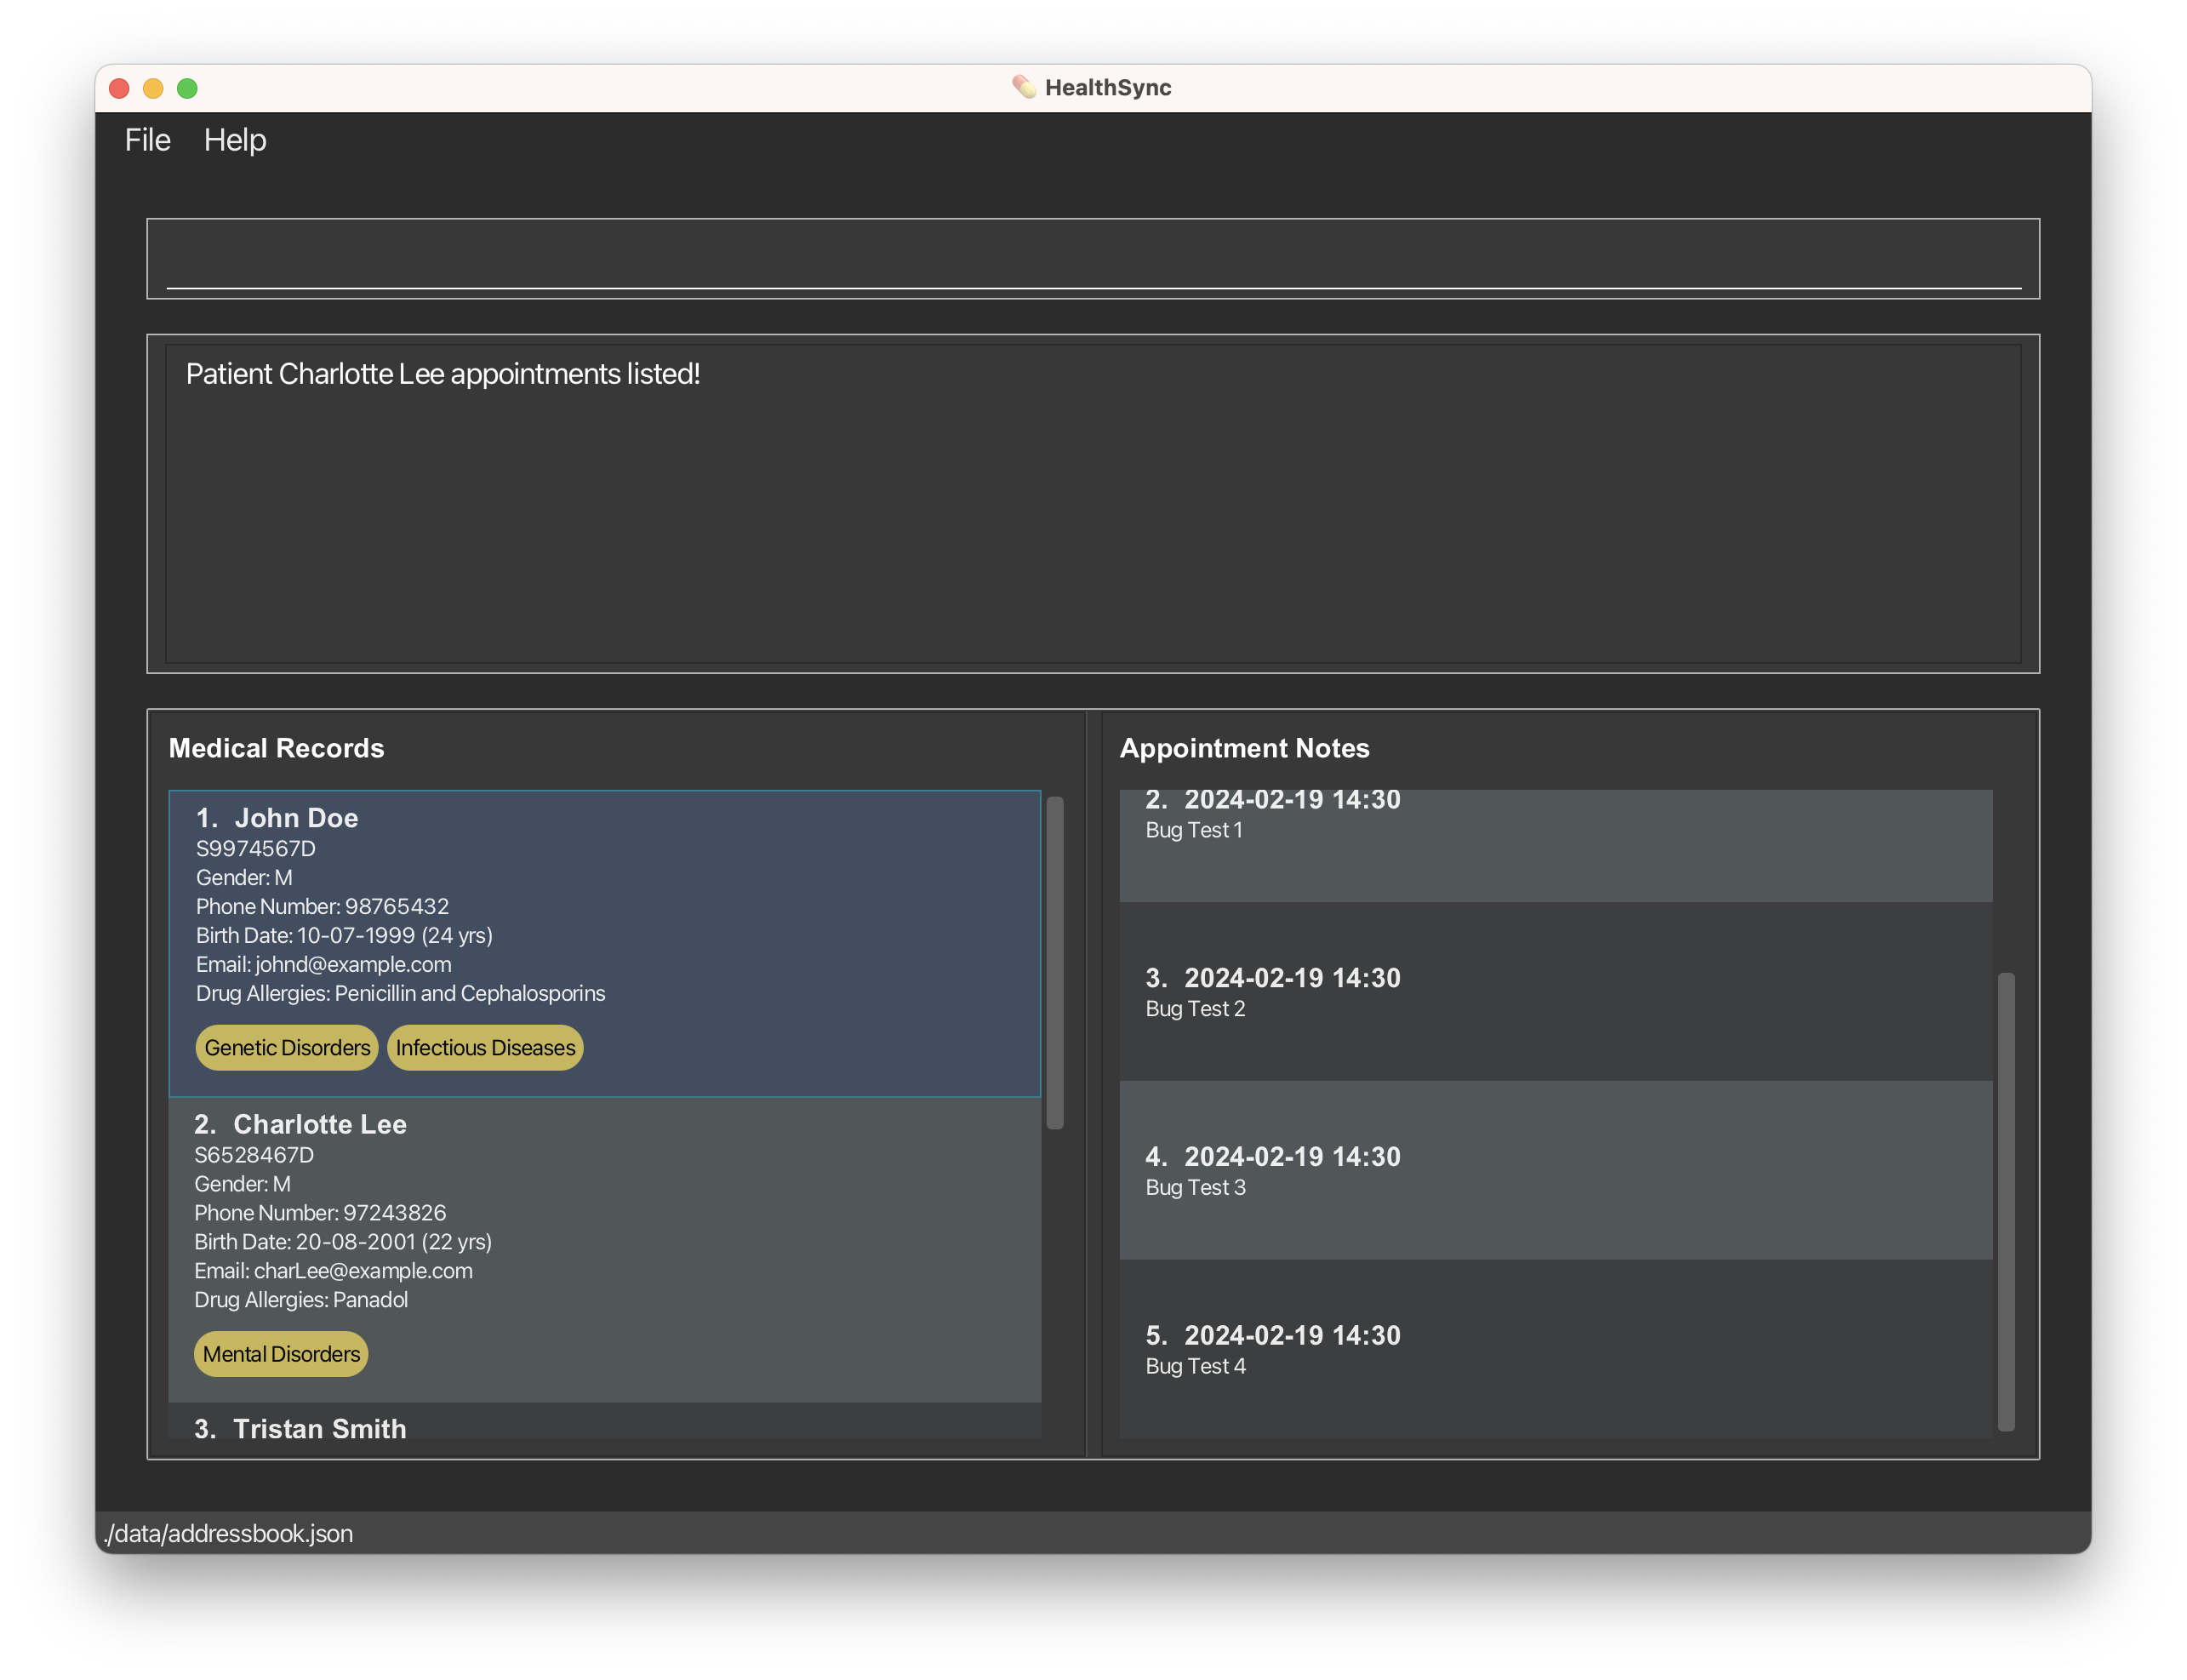 HealthSync
File Help
Patient Charlotte Lee appointments listed!
Medical Records
1. John Doe
S9974567D
Gender: M
Phone Number: 98765432
Birth Date: 10-07-1999 (24 yrs)
Email: johnd@example.com
Drug Allergies: Penicillin and Cephalosporins
Genetic Disorders Infectious Diseases
2. Charlotte Lee
S6528467D
Gender: M
Phone Number: 97243826
Birth Date: 20-08-2001 (22 yrs)
Email: charLee@example.com
Drug Allergies: Panadol
Mental Disorders
3. Tristan Smith
Appointment Notes
2. 2024-02-19 14:30
Bug Test 1
3. 2024-02-19 14:30
Bug Test 2
4. 2024-02-19 14:30
Bug Test 3
5. 2024-02-19 14:30
Bug Test 4
./data/addressbook.json